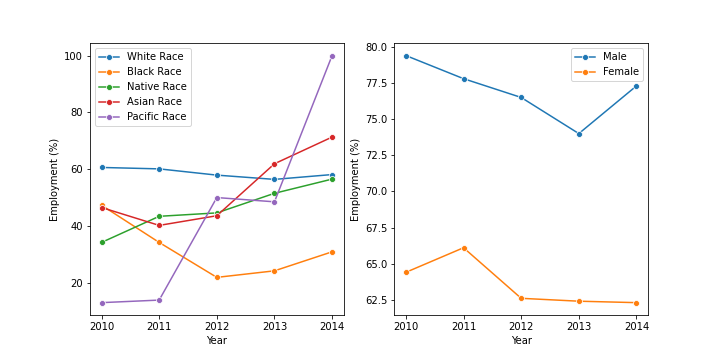 100
80
60
40
20
Employment (%)
White Race
Black Race
Native Race
Asian Race
Pacific Race
2010 2011 2012 2013 2014
Year
80.0
77.5
75.0
72.5
70.0
67.5
65.0
62.5
Employment (%)
Male
Female
2010 2011 2012 2013 2014
Year